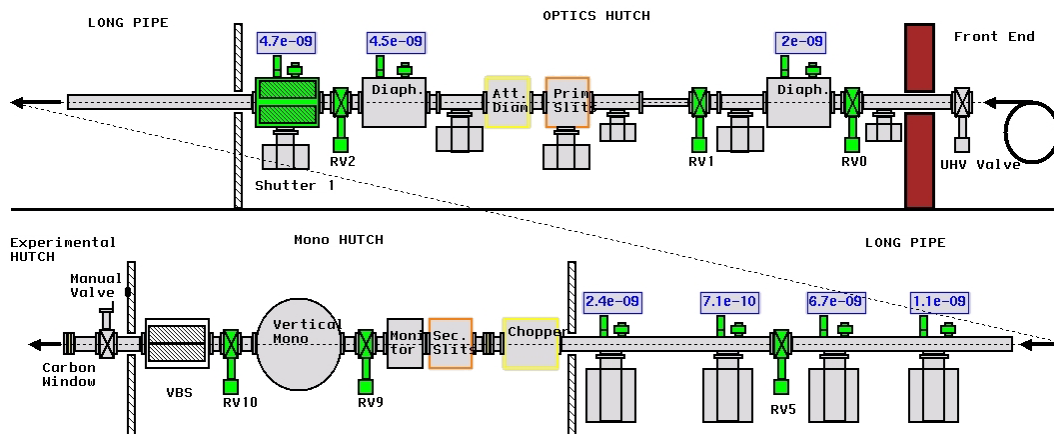 OPTICS HUTCH
LONG PIPE
Front End
4.7e-09
4.5e-09
2e-09
Diaph.
Att.
Diam
Prim
Slits
Diaph.
RV2
RV1
RV0
UHV Valve
Shutter 1
Experimental
HUTCH
Mono HUTCH
LONG PIPE
Manual
Valve
2.4e-09
7.1e-10
6.7e-09
1.1e-09
Vertical
Mono
Moni
tor
Sec.
Slits
Chopper
Carbon
Window
VBS
RV10
RV9
RV5